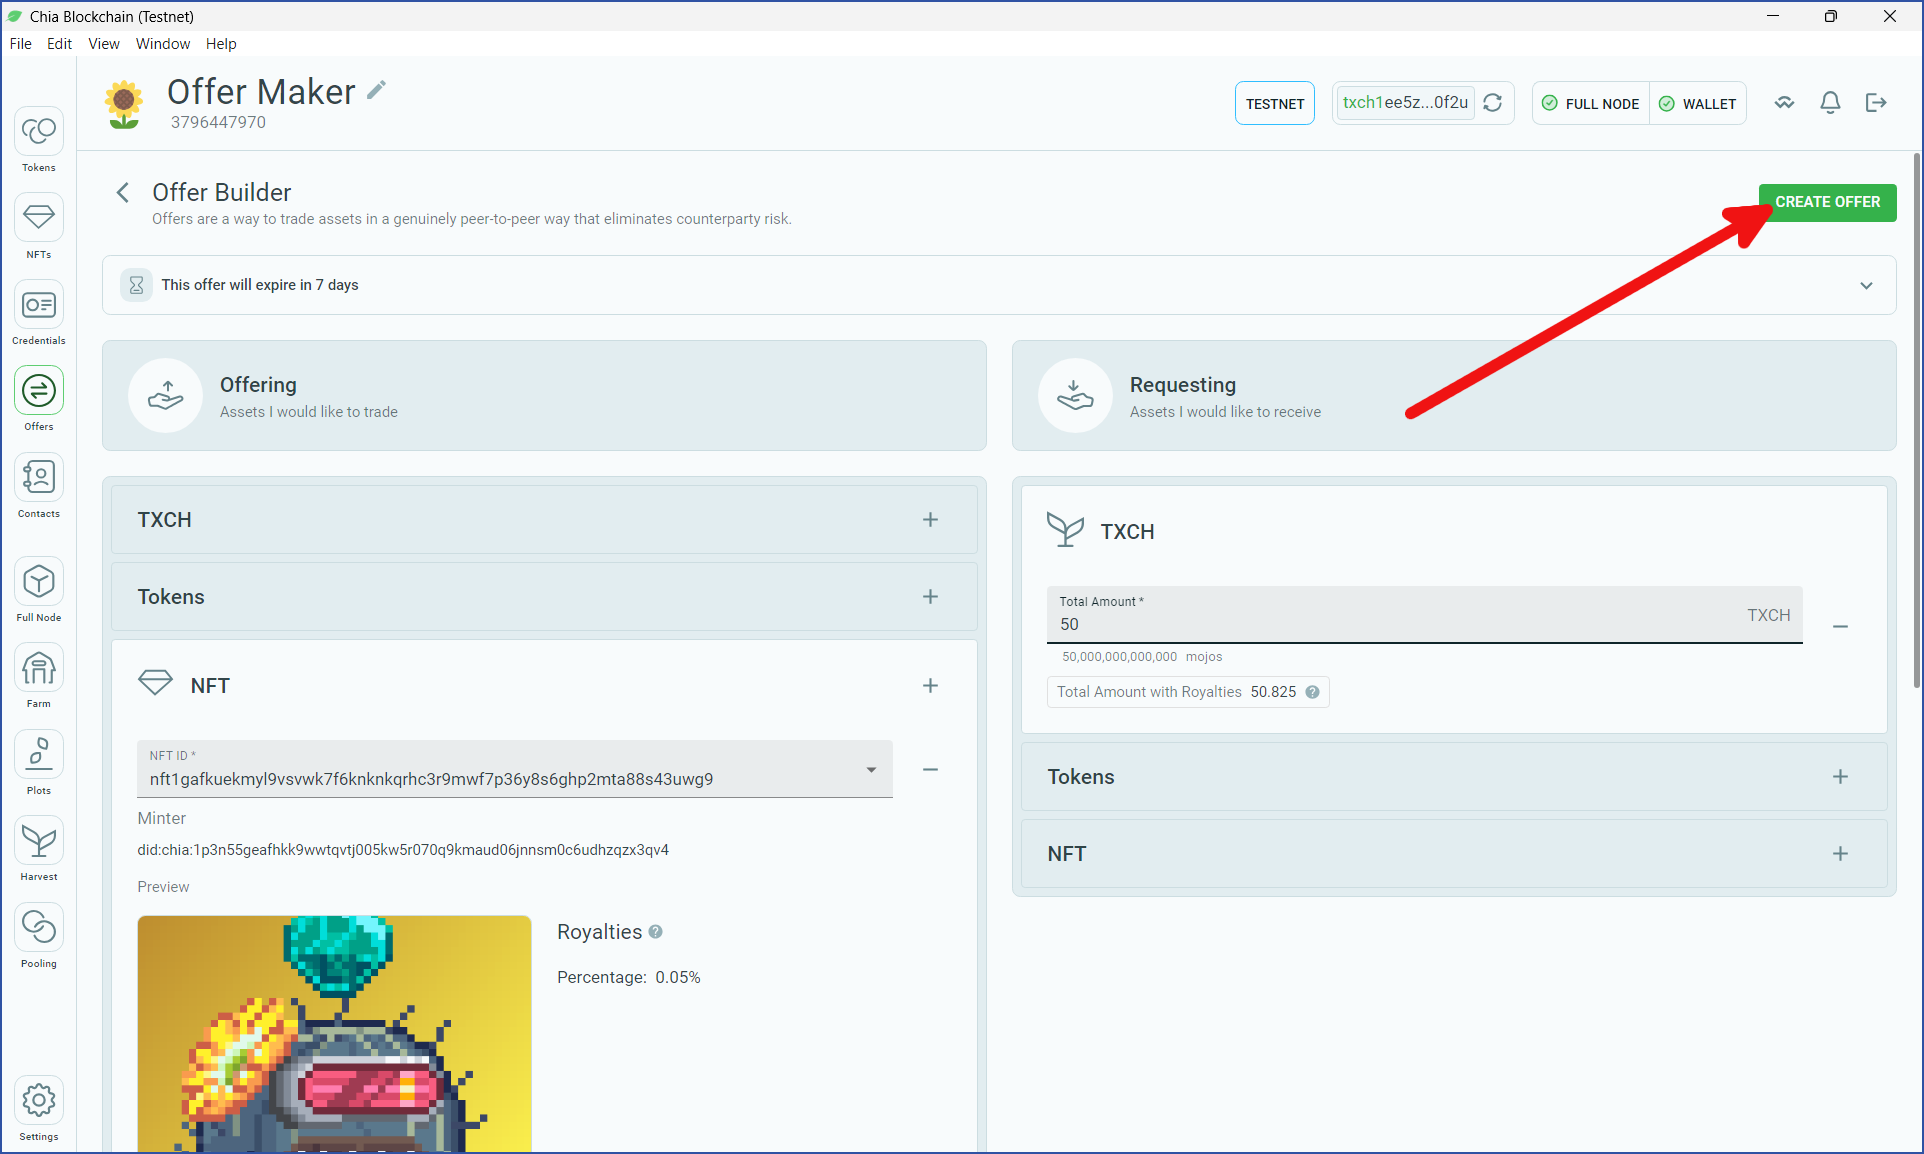 Chia Blockchain (Testnet)
File Edit View Window Help
Offer Maker
3796447970
TESTNET
txch1ee5z...0f2u
FULL NODE
WALLET
Tokens
NFTs
Credentials
Offers
Contacts
Full Node
Farm
Plots
Harvest
Pooling
Settings
Offer Builder
Offers are a way to trade assets in a genuinely peer-to-peer way that eliminates counterparty risk.
CREATE OFFER
This offer will expire in 7 days
Offering
Assets I would like to trade
TXCH
Tokens
NFT
NFT ID *
nft1gafkuekmyl9vsvwk7f6knknkqrhc3r9mwf7p36y8s6ghp2mta88s43uwg9
Minter
did:chia:1p3n55geafhkk9wwtqvtj005kw5r070q9kmaud06jnnsm0c6udhzqzx3qv4
Preview
Royalties
Percentage: 0.05%
Requesting
Assets I would like to receive
TXCH
Total Amount *
50
TXCH
50,000,000,000,000 mojos
Total Amount with Royalties 50.825
Tokens
NFT